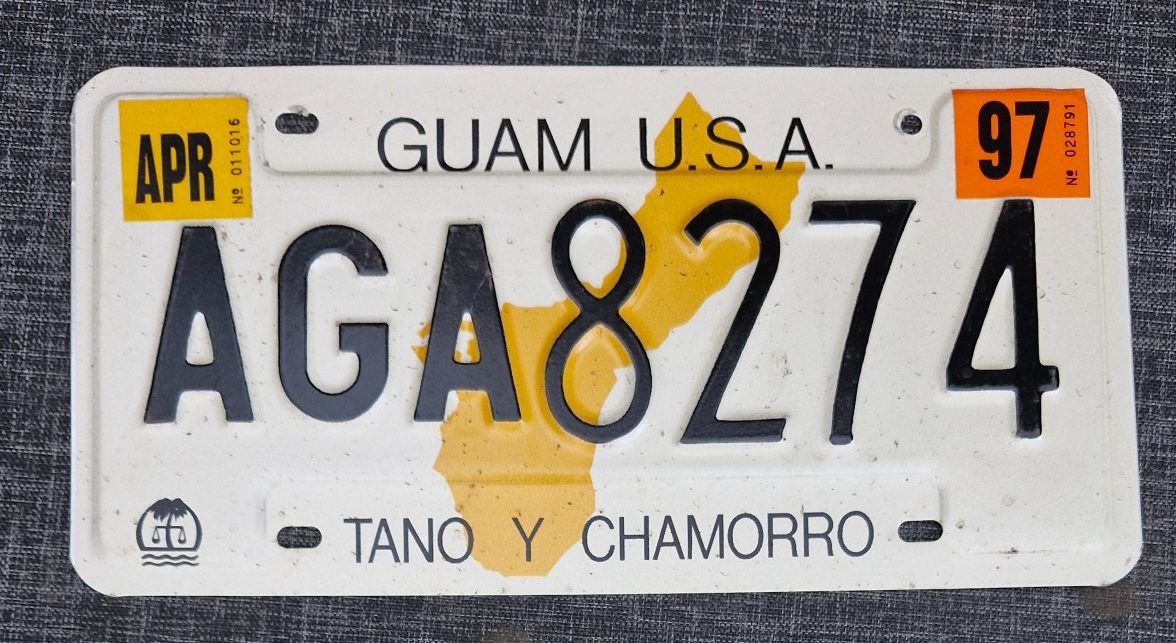 GUAM U.S.A.
APR
Nº 011016
97
Nº 028791
AGA8274
TANO Y CHAMORRO